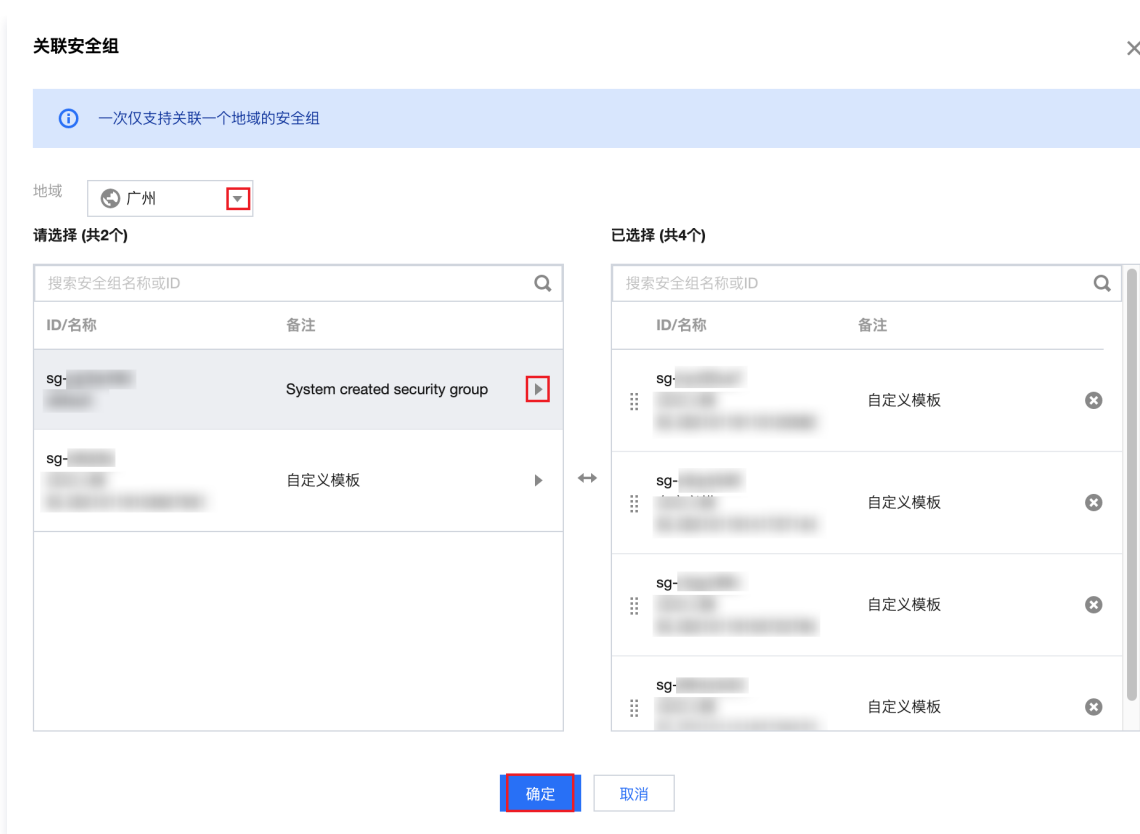 关联安全组
一次仅支持关联一个地域的安全组
地域
广州
请选择 (共2个)
已选择 (共4个)
搜索安全组名称或ID
搜索安全组名称或ID
ID/名称
备注
ID/名称
备注
sg-
System created security group
sg-
自定义模板
sg-
自定义模板
sg-
自定义模板
sg-
自定义模板
sg-
自定义模板
确定
取消